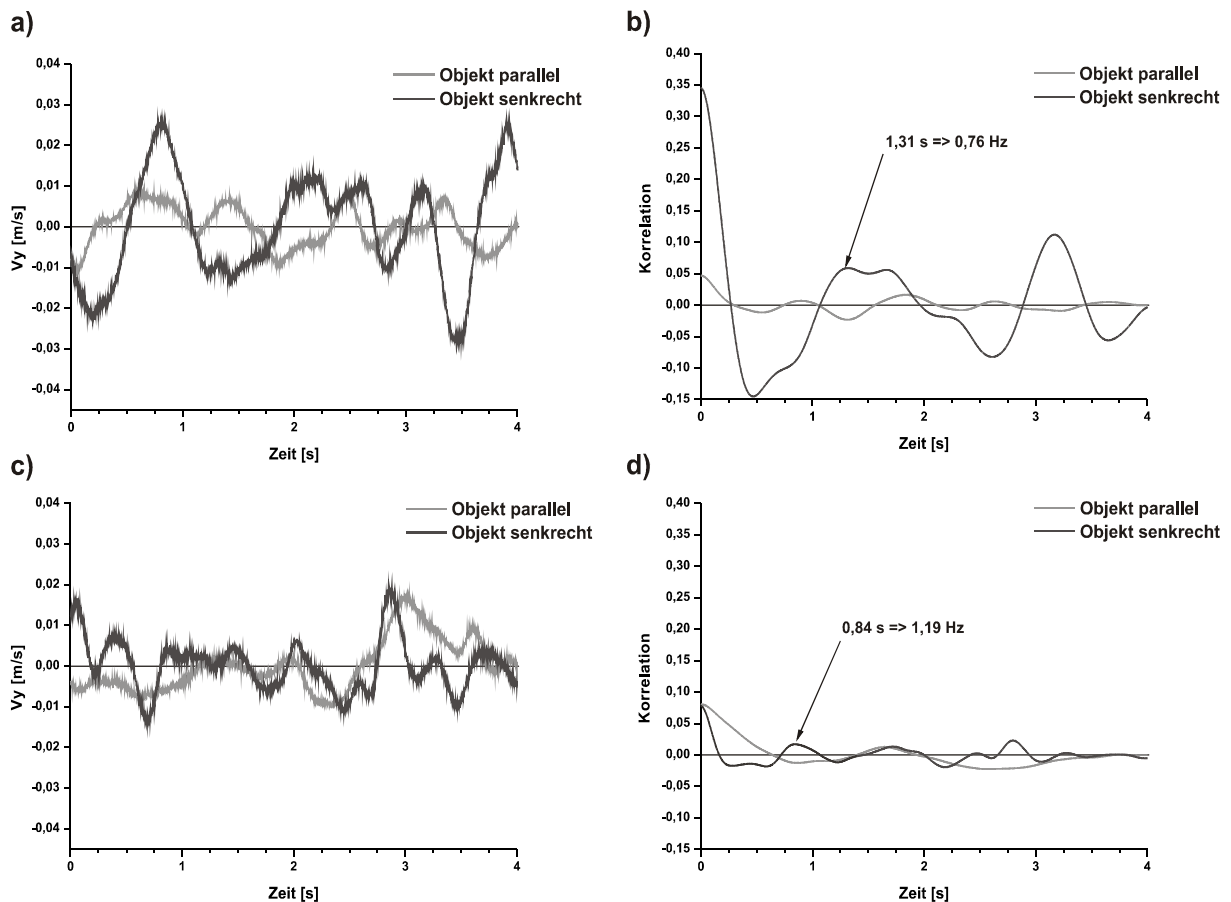 a)
0,04
0,03
0,02
0,01
0,00
-0,01
-0,02
-0,03
-0,04
Vy [m/s]
Objekt parallel
Objekt senkrecht
0
1
2
3
4
Zeit [s]
b)
0,40
0,35
0,30
0,25
0,20
0,15
0,10
0,05
0,00
-0,05
-0,10
-0,15
Korrelation
Objekt parallel
Objekt senkrecht
1,31 s => 0,76 Hz
0
1
2
3
4
Zeit [s]
c)
0,04
0,03
0,02
0,01
0,00
-0,01
-0,02
-0,03
-0,04
Vy [m/s]
Objekt parallel
Objekt senkrecht
0
1
2
3
4
Zeit [s]
d)
0,40
0,35
0,30
0,25
0,20
0,15
0,10
0,05
0,00
-0,05
-0,10
-0,15
Korrelation
Objekt parallel
Objekt senkrecht
0,84 s => 1,19 Hz
0
1
2
3
4
Zeit [s]